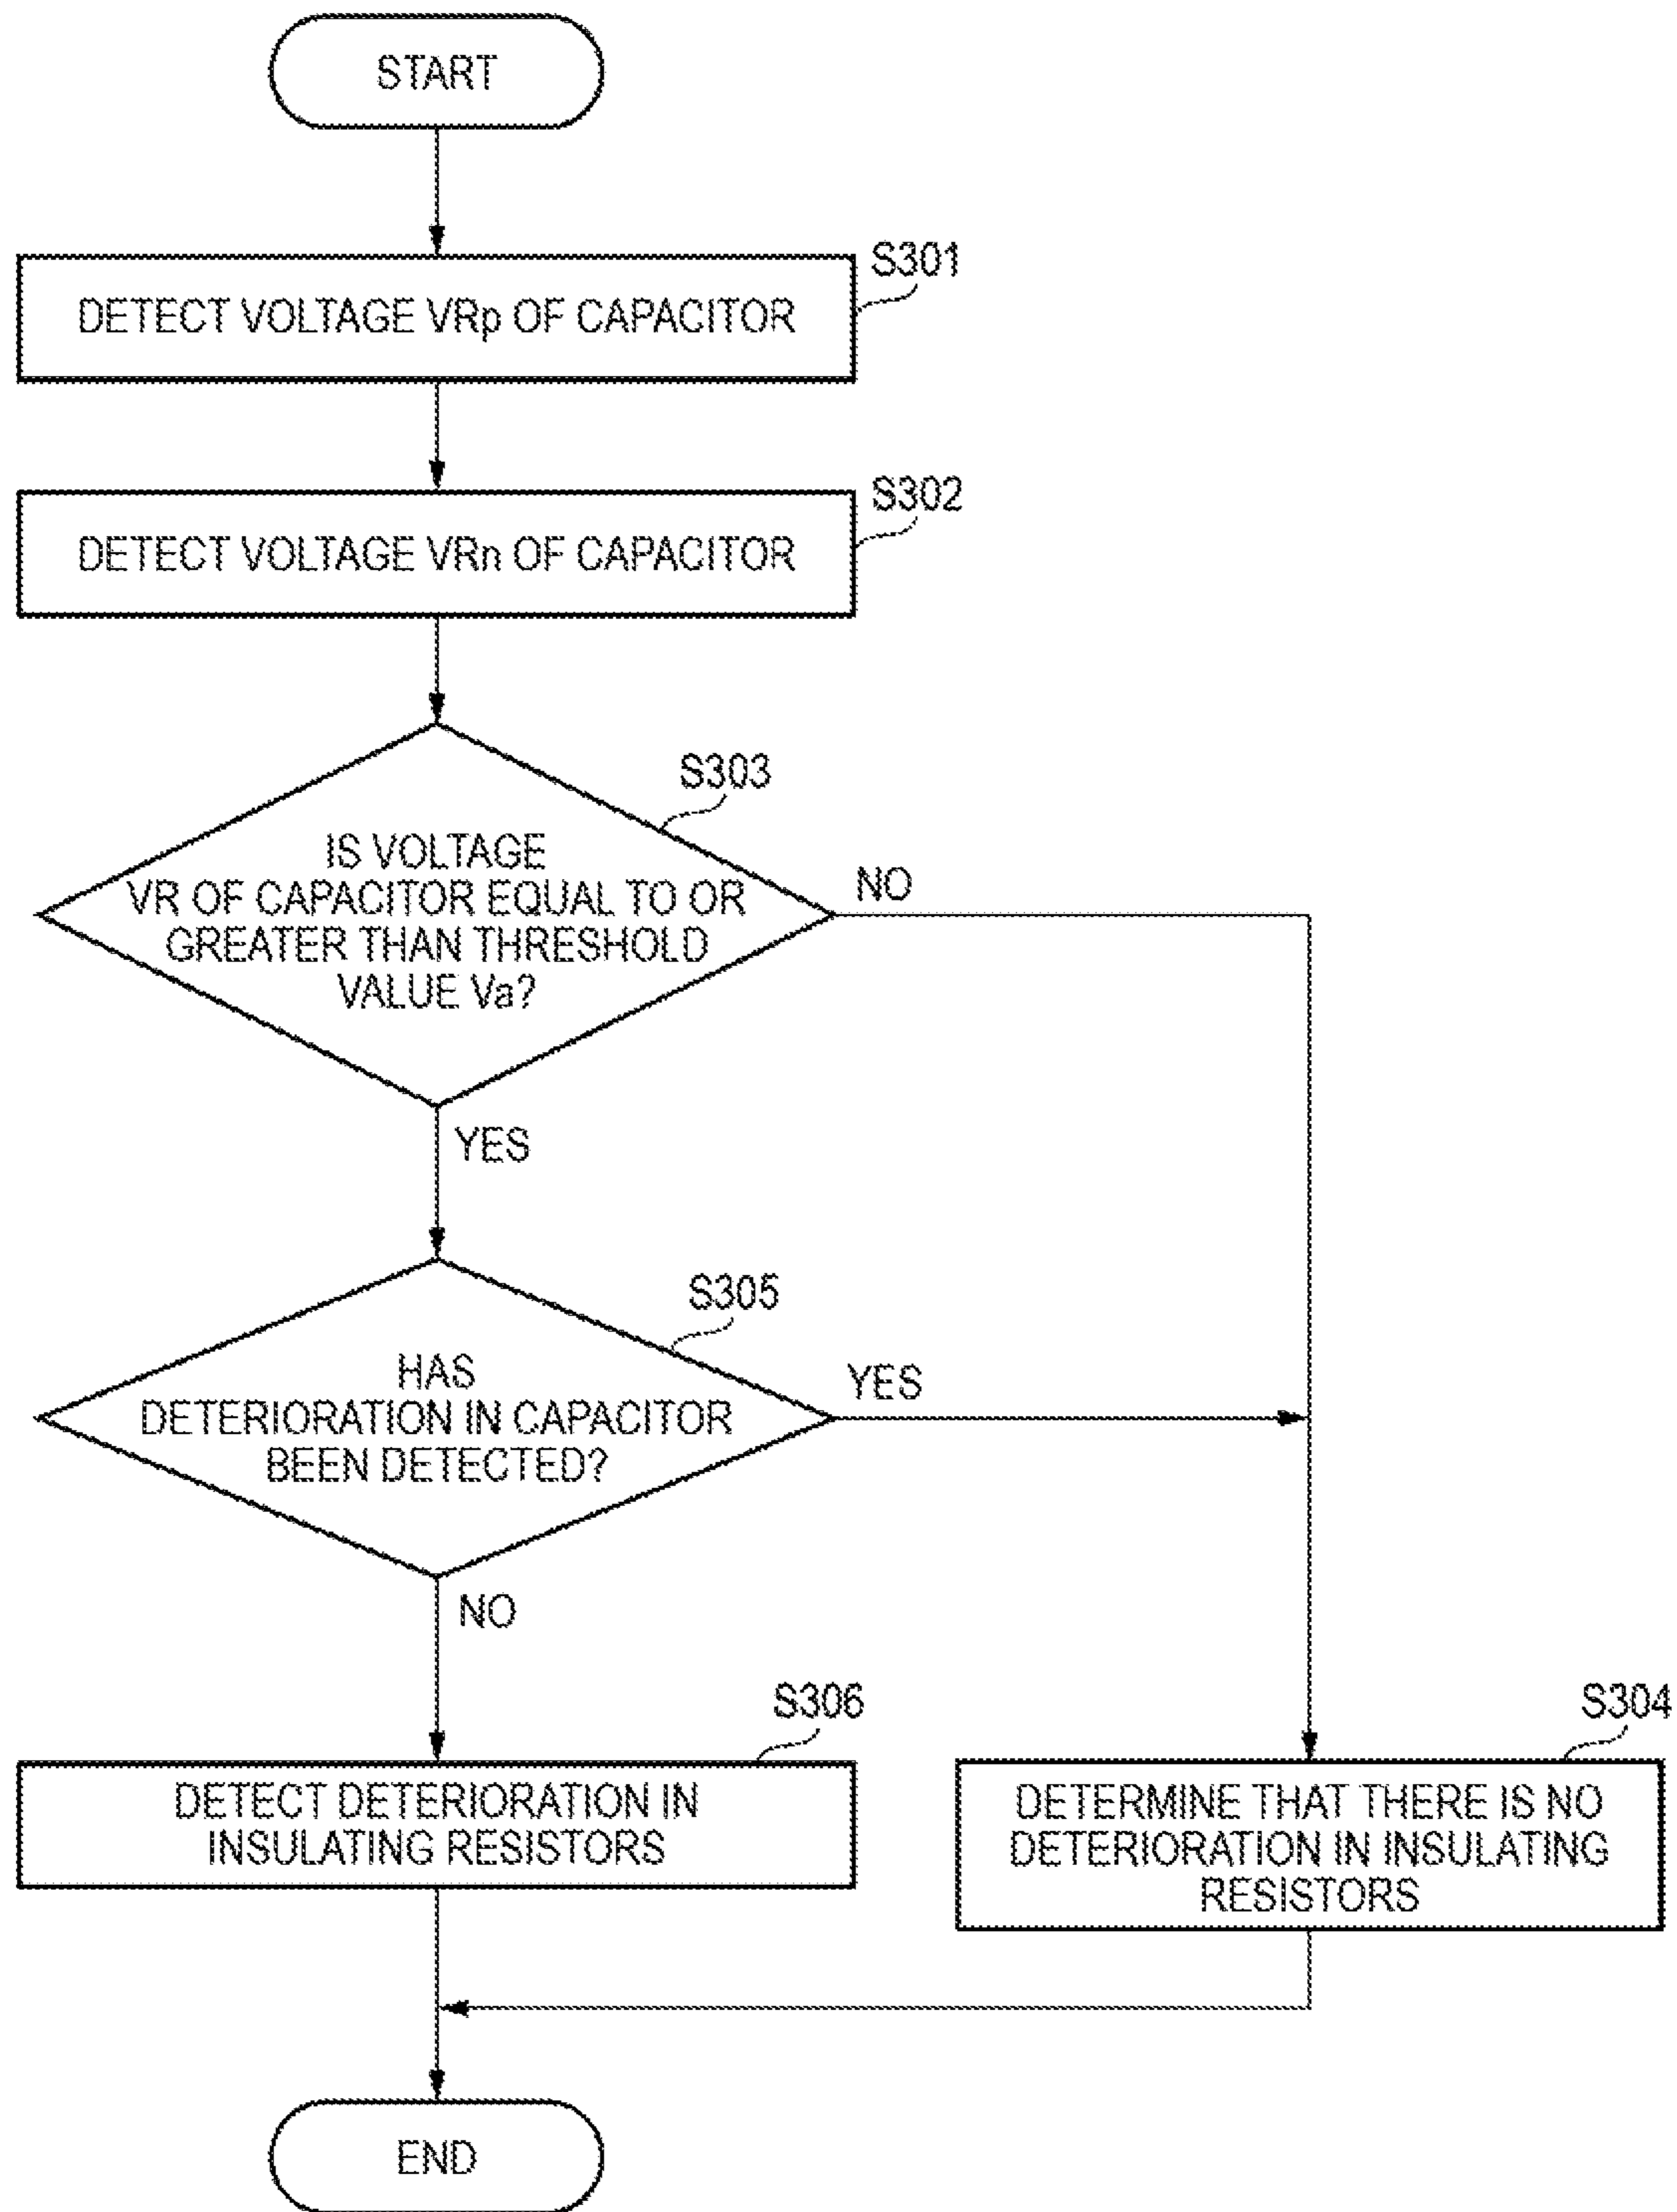 START
S301
DETECT VOLTAGE VRp OF CAPACITOR
S302
DETECT VOLTAGE VRn OF CAPACITOR
S303
IS VOLTAGE
VR OF CAPACITOR EQUAL TO OR
GREATER THAN THRESHOLD
VALUE Va?
NO
YES
S305
HAS
DETERIORATION IN CAPACITOR
BEEN DETECTED?
YES
NO
S306
DETECT DETERIORATION IN
INSULATING RESISTORS
S304
DETERMINE THAT THERE IS NO
DETERIORATION IN INSULATING
RESISTORS
END